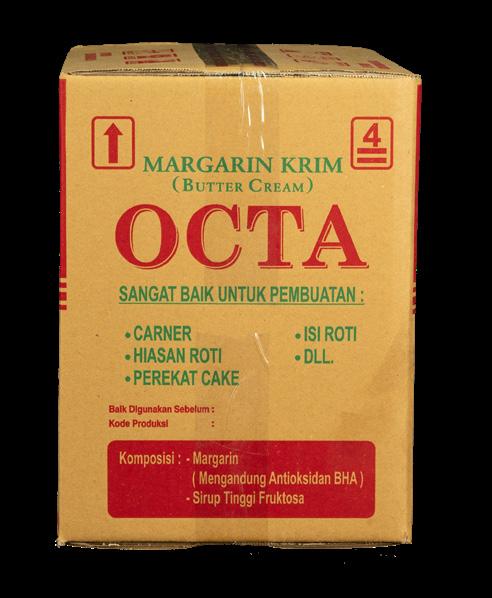 4
MARGARIN KRIM
(BUTTER CREAM)
OCTA
SANGAT BAIK UNTUK PEMBUATAN :
• CARNER
• HIASAN ROTI
• PEREKAT CAKE
• ISI ROTI
• DLL.
Baik Digunakan Sebelum :
Kode Produksi :
Komposisi : - Margarin
( Mengandung Antioksidan BHA )
- Sirup Tinggi Fruktosa